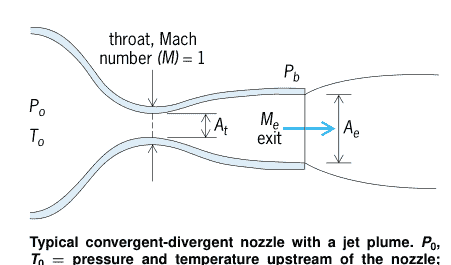 throat, Mach
number (M) = 1
Pb
Po
To
At
Me
exit
Ae
Typical convergent-divergent nozzle with a jet plume. P0,
T0 = pressure and temperature upstream of the nozzle;